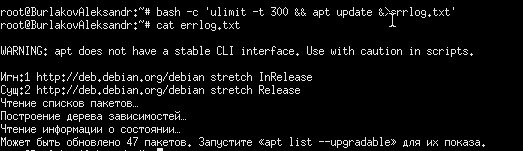 root@BurlakovAleksandr:~# bash -c 'ulimit -t 300 && apt update &>errlog.txt'
root@BurlakovAleksandr:~# cat errlog.txt
WARNING: apt does not have a stable CLI interface. Use with caution in scripts.
Игн:1 http://deb.debian.org/debian stretch InRelease
Сущ:2 http://deb.debian.org/debian stretch Release
Чтение списков пакетов…
Построение дерева зависимостей…
Чтение информации о состоянии…
Может быть обновлено 47 пакетов. Запустите «apt list --upgradable» для их показа.